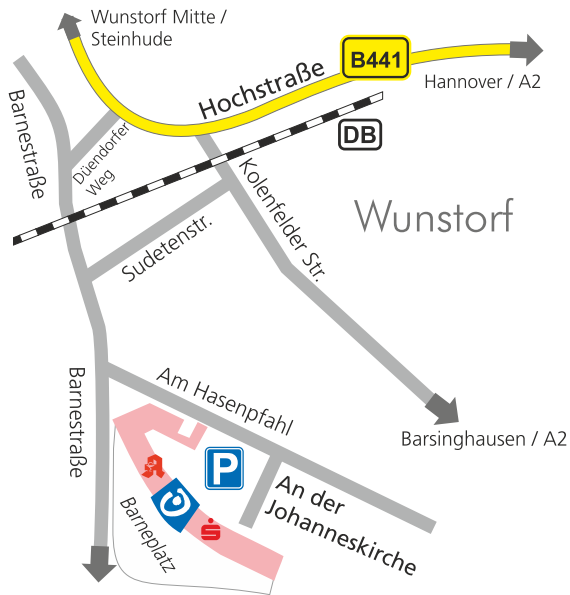 Wunstorf Mitte /
Steinhude
B441
Hochstraße
Hannover / A2
Barnestraße
Düendorfer
Weg
DB
Kolenfelder Str.
Wunstorf
Sudetenstr.
Barnestraße
Am Hasenpfahl
Barsinghausen / A2
P
An der
Johanneskirche
Barneplatz